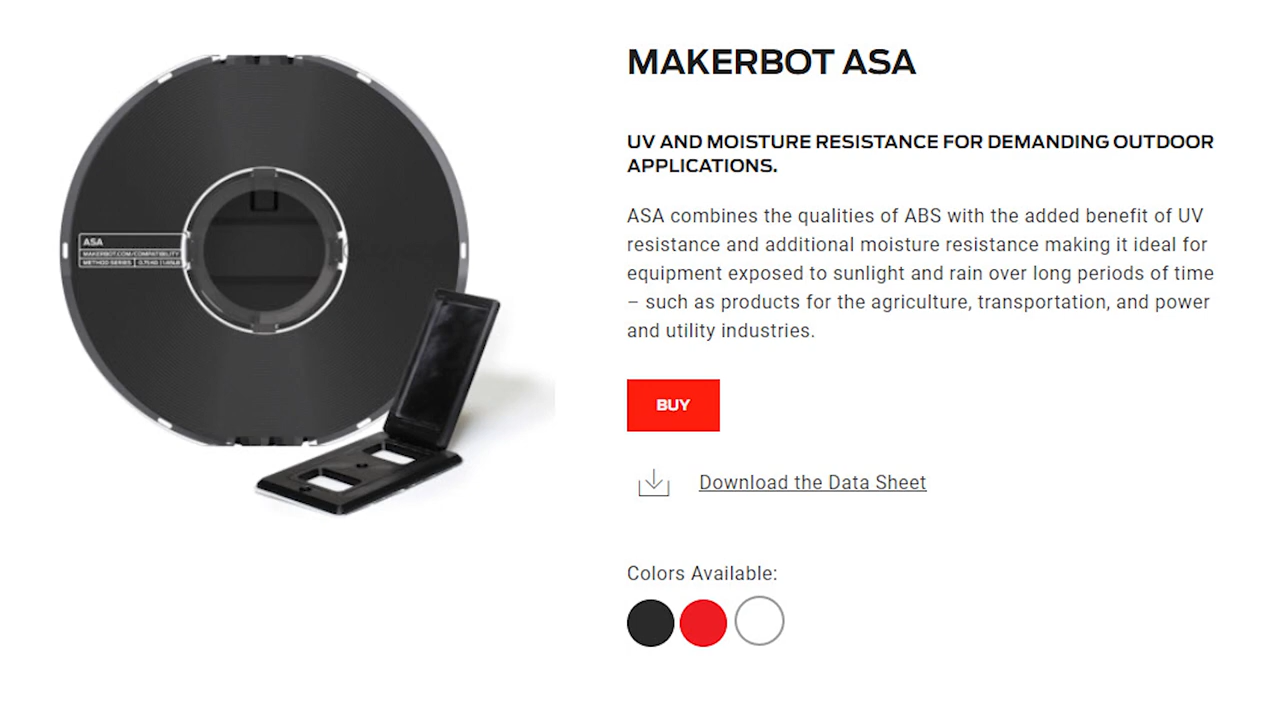 MAKERBOT ASA
UV AND MOISTURE RESISTANCE FOR DEMANDING OUTDOOR
APPLICATIONS.
ASA combines the qualities of ABS with the added benefit of UV
resistance and additional moisture resistance making it ideal for
equipment exposed to sunlight and rain over long periods of time
– such as products for the agriculture, transportation, and power
and utility industries.
BUY
Download the Data Sheet
Colors Available:
ASA
MAKERBOT.COM/COMPATIBILITY
METHOD SERIES